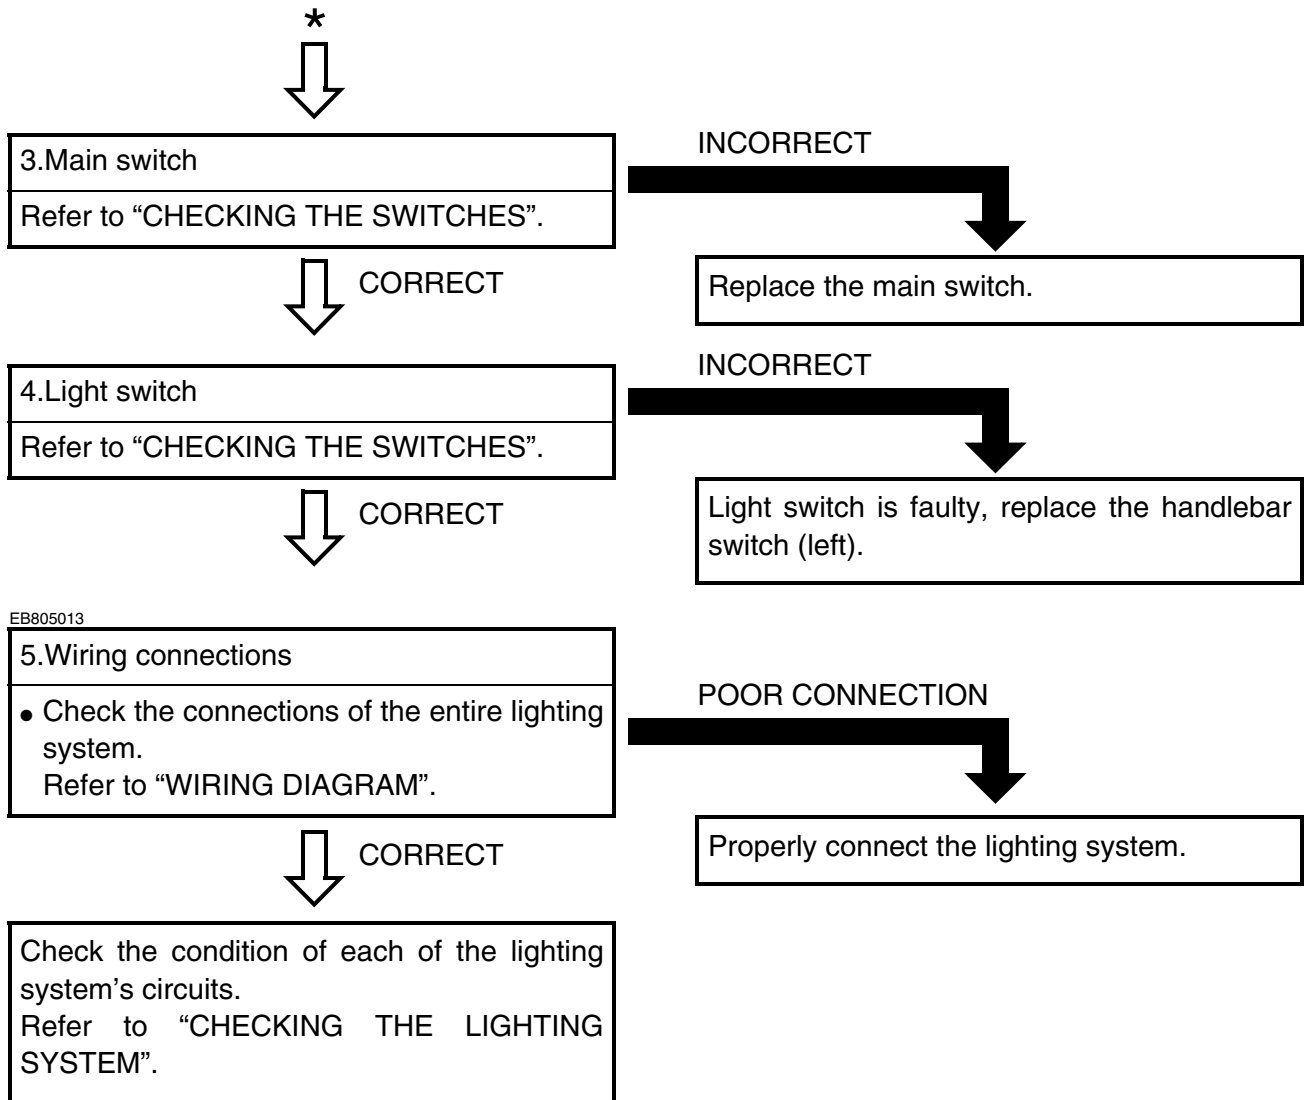 *
3.Main switch
Refer to “CHECKING THE SWITCHES”.
INCORRECT
Replace the main switch.
CORRECT
4.Light switch
Refer to “CHECKING THE SWITCHES”.
INCORRECT
Light switch is faulty, replace the handlebar
switch (left).
CORRECT
EB805013
5.Wiring connections
● Check the connections of the entire lighting
system.
Refer to “WIRING DIAGRAM”.
POOR CONNECTION
Properly connect the lighting system.
CORRECT
Check the condition of each of the lighting
system’s circuits.
Refer to “CHECKING THE LIGHTING
SYSTEM”.